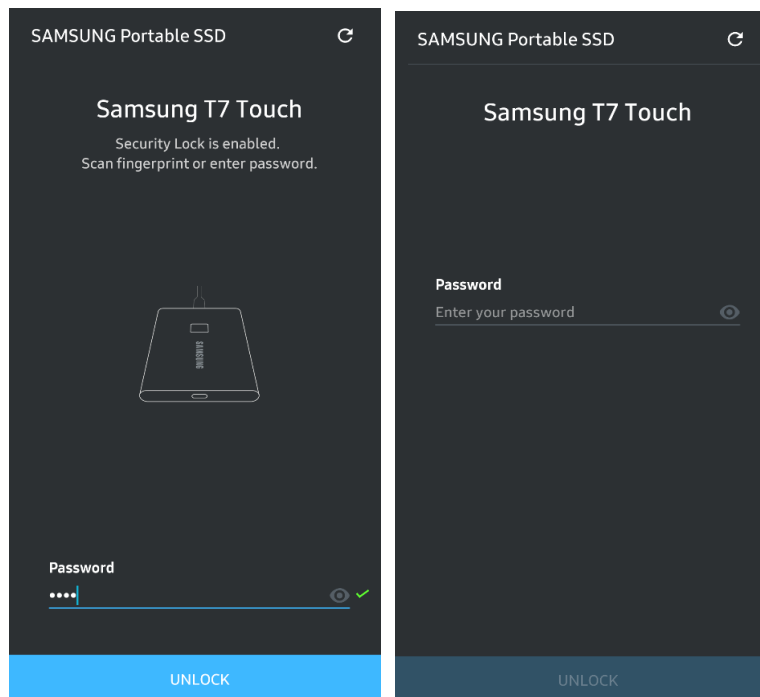 SAMSUNG Portable SSD
Samsung T7 Touch
Security Lock is enabled.
Scan fingerprint or enter password.
SAMSUNG
Password
••••
UNLOCK
SAMSUNG Portable SSD
Samsung T7 Touch
Password
Enter your password
UNLOCK